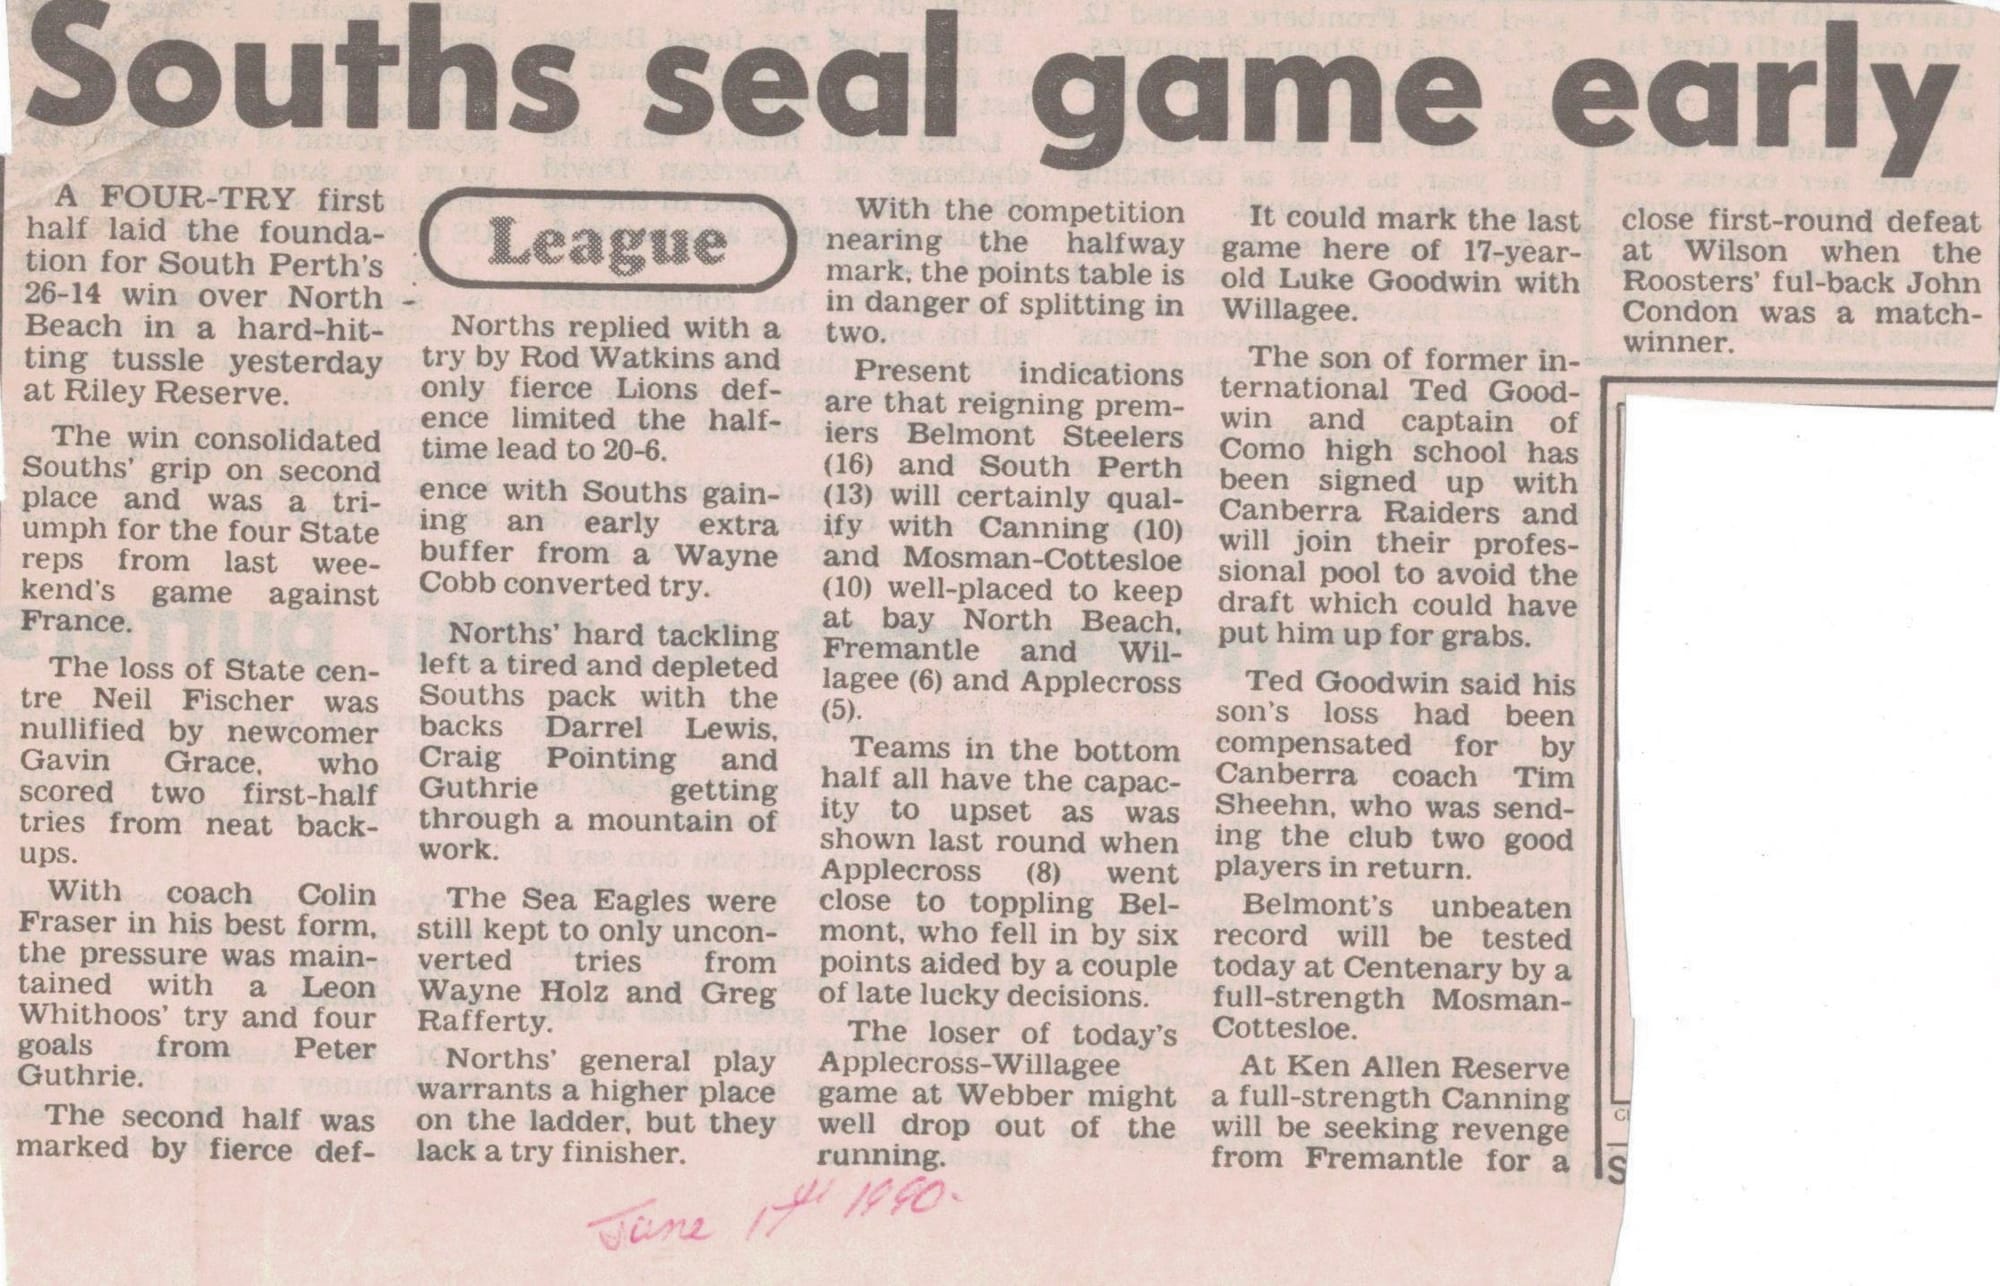 Souths seal game early
A FOUR-TRY first
half laid the founda-
tion for South Perth's
26-14 win over North
Beach in a hard-hit-
ting tussle yesterday
at Riley Reserve.
The win consolidated
Souths' grip on second
place and was a tri-
umph for the four State
reps from last wee-
kend's game against
France.
The loss of State cen-
tre Neil Fischer was
nullified by newcomer
Gavin Grace, who
scored two first-half
tries from neat back-
ups.
With coach Colin
Fraser in his best form,
the pressure was main-
tained with a Leon
Whithoos' try and four
goals from Peter
Guthrie.
The second half was
marked by fierce def-
League
Norths replied with a
try by Rod Watkins and
only fierce Lions def-
ence limited the half-
time lead to 20-6.
ence with Souths gain-
ing an early extra
buffer from a Wayne
Cobb converted try.
Norths' hard tackling
left a tired and depleted
Souths pack with the
backs Darrel Lewis,
Craig Pointing and
Guthrie getting
through a mountain of
work.
The Sea Eagles were
still kept to only uncon-
verted tries from
Wayne Holz and Greg
Rafferty.
Norths' general play
warrants a higher place
on the ladder, but they
lack a try finisher.
With the competition
nearing the halfway
mark, the points table is
in danger of splitting in
two.
Present indications
are that reigning prem-
iers Belmont Steelers
(16) and South Perth
(13) will certainly qual-
ify with Canning (10)
and Mosman-Cottesloe
(10) well-placed to keep
at bay North Beach,
Fremantle and Wil-
lagee (6) and Applecross
(5).
Teams in the bottom
half all have the capac-
ity to upset as was
shown last round when
Applecross (8) went
close to toppling Bel-
mont, who fell in by six
points aided by a couple
of late lucky decisions.
The loser of today's
Applecross-Willagee
game at Webber might
well drop out of the
running.
It could mark the last
game here of 17-year-
old Luke Goodwin with
Willagee.
The son of former in-
ternational Ted Good-
win and captain of
Como high school has
been signed up with
Canberra Raiders and
will join their profes-
sional pool to avoid the
draft which could have
put him up for grabs.
Ted Goodwin said his
son's loss had been
compensated for by
Canberra coach Tim
Sheehn, who was send-
ing the club two good
players in return.
Belmont's unbeaten
record will be tested
today at Centenary by a
full-strength Mosman-
Cottesloe.
At Ken Allen Reserve
a full-strength Canning
will be seeking revenge
from Fremantle for a
close first-round defeat
at Wilson when the
Roosters' ful-back John
Condon was a match-
winner.
June 17th 1990.